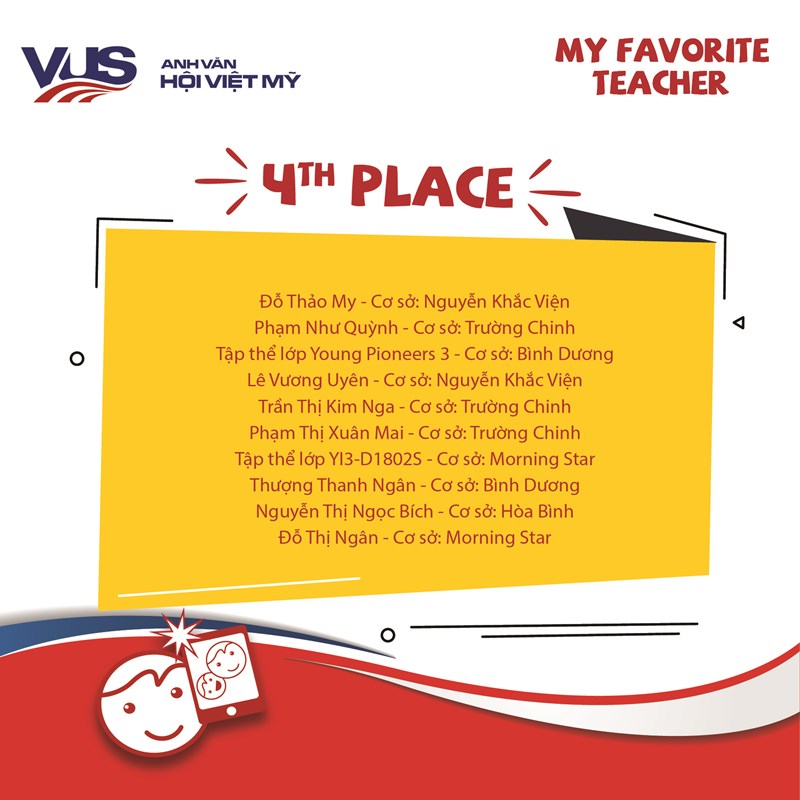 VUS
ANH VĂN
HỘI VIỆT MỸ
MY FAVORITE
TEACHER
4TH PLACE
Đỗ Thảo My - Cơ sở: Nguyễn Khắc Viện
Phạm Như Quỳnh - Cơ sở: Trường Chinh
Tập thể lớp Young Pioneers 3 - Cơ sở: Bình Dương
Lê Vương Uyên - Cơ sở: Nguyễn Khắc Viện
Trần Thị Kim Nga - Cơ sở: Trường Chinh
Phạm Thị Xuân Mai - Cơ sở: Trường Chinh
Tập thể lớp YI3-D1802S - Cơ sở: Morning Star
Thượng Thanh Ngân - Cơ sở: Bình Dương
Nguyễn Thị Ngọc Bích - Cơ sở: Hòa Bình
Đỗ Thị Ngân - Cơ sở: Morning Star